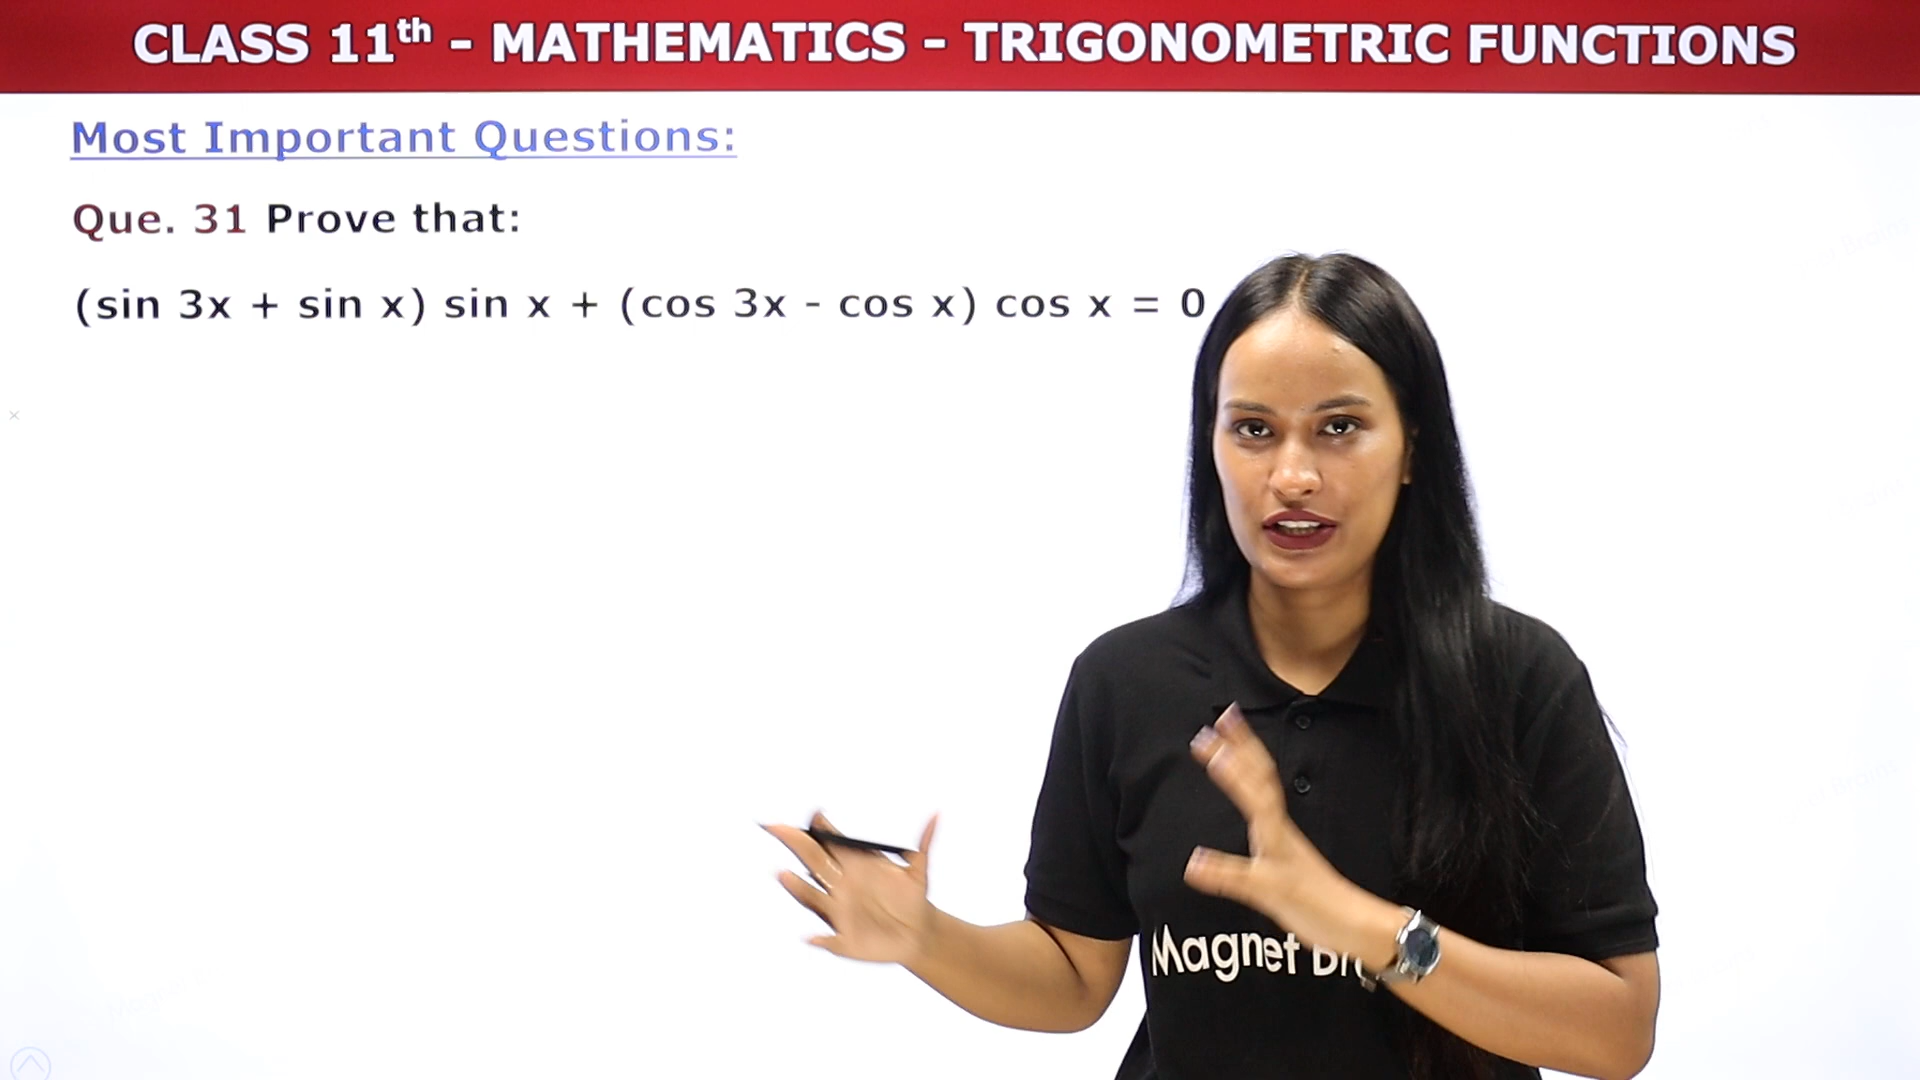 CLASS 11th - MATHEMATICS - TRIGONOMETRIC FUNCTIONS
Most Important Questions:
Que. 31 Prove that:
(sin 3x + sin x) sin x + (cos 3x - cos x) cos x = 0
Magnet